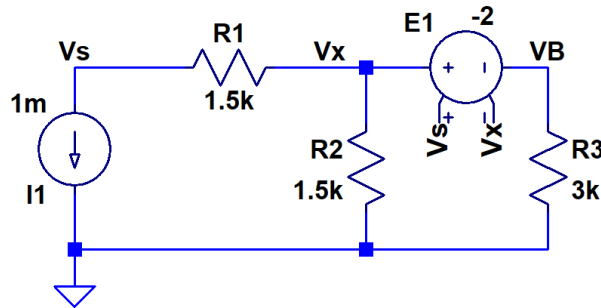 E1 -2
Vs R1 Vx VB
1m 1.5k + -
+ -
Vs Vx
R2 R3
1.5k 3k
I1